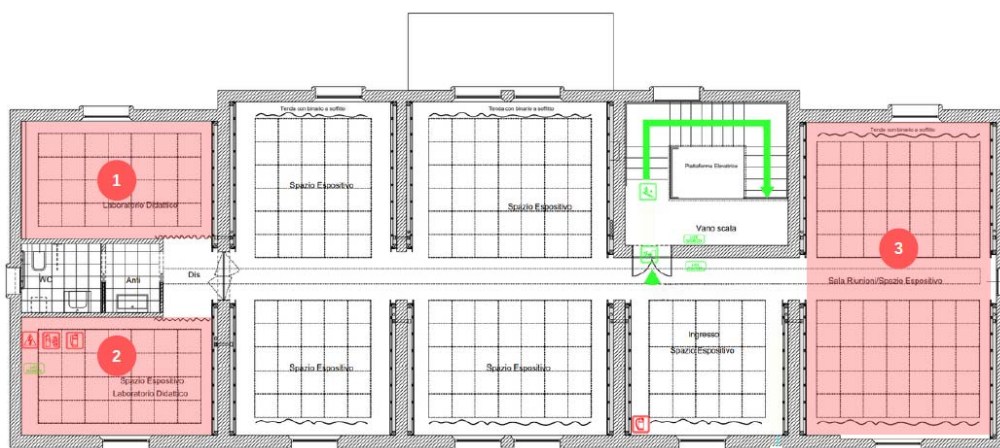 Tenda con binario a soffitto
Tenda con binario a soffitto
Tenda con binario a soffitto
1
Laboratorio Didattico
Spazio Espositivo
Spazio Espositivo
Piattaforma Elevatrice
Vano scala
3
Sala Riunioni/Spazio Espositivo
WC
Anti
Dis
2
Spazio Espositivo
Laboratorio Didattico
Spazio Espositivo
Spazio Espositivo
Ingresso
Spazio Espositivo